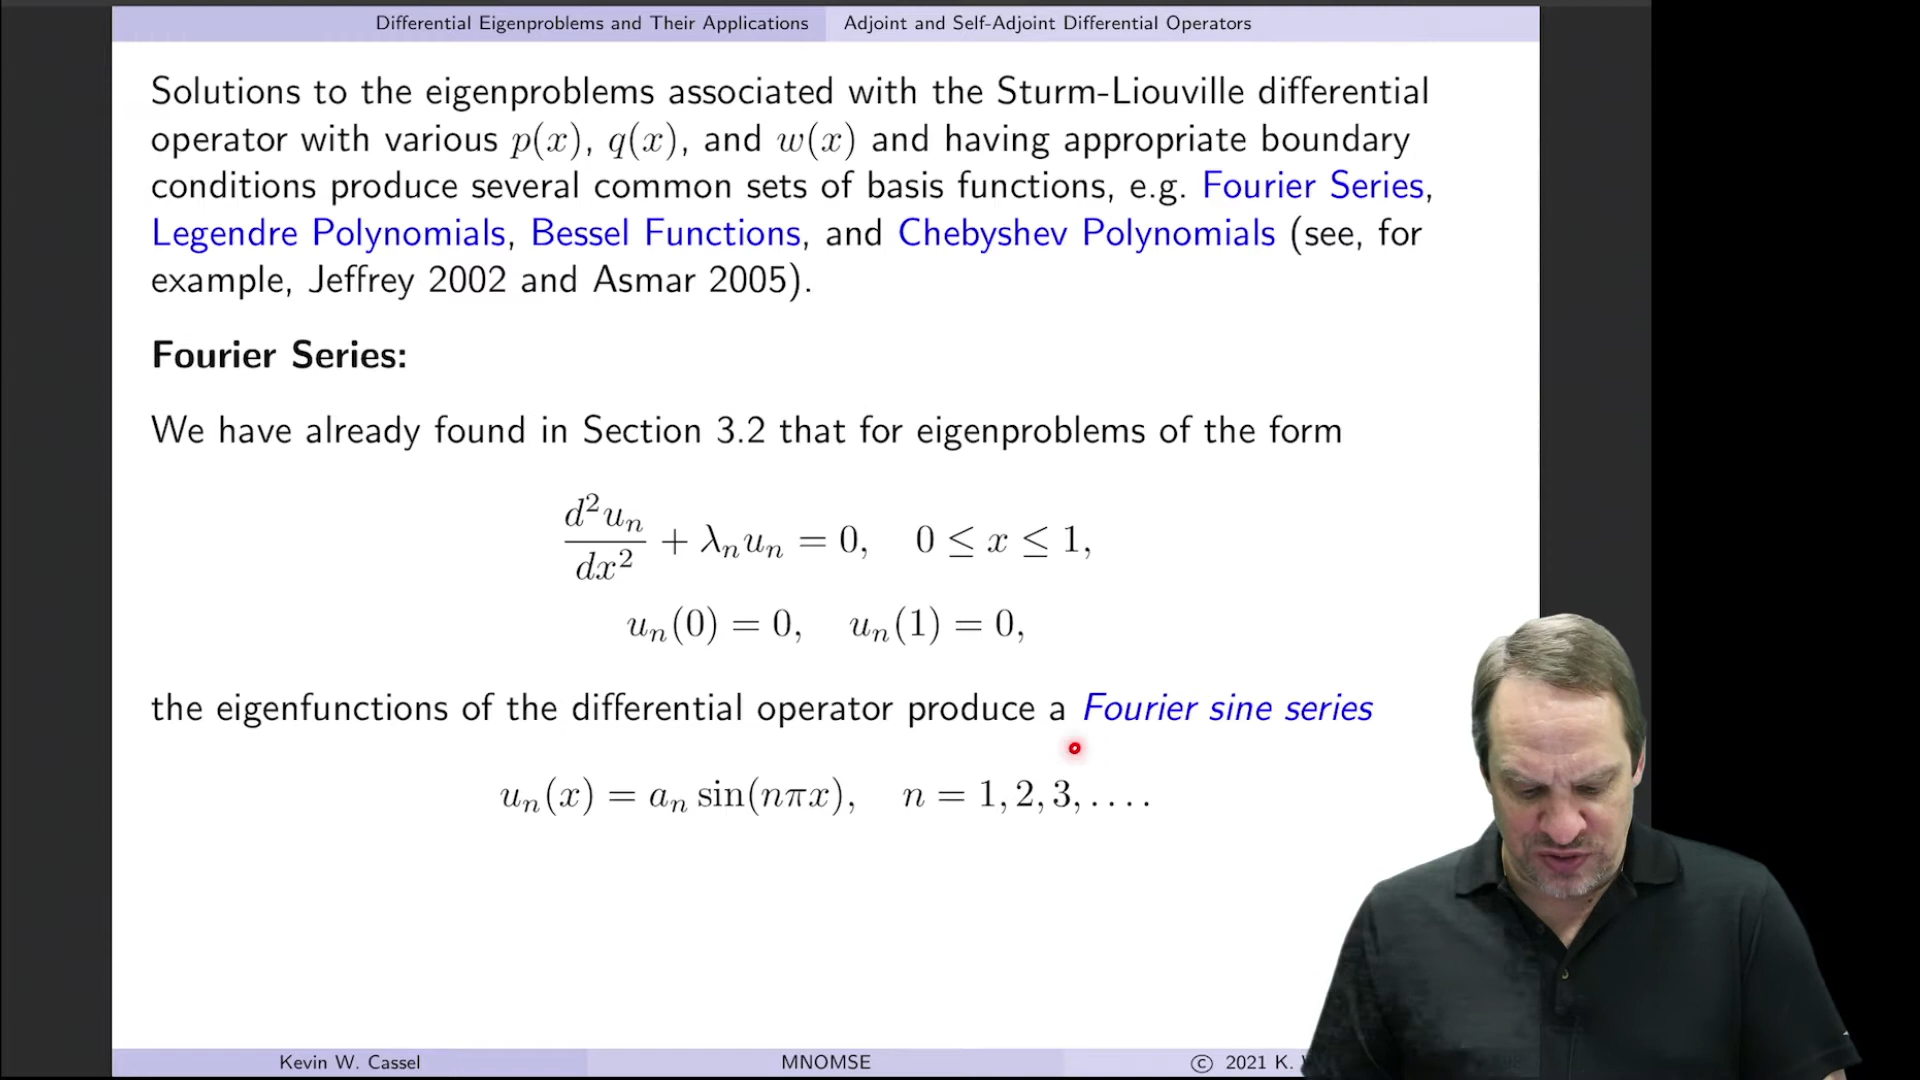 Differential Eigenproblems and Their Applications Adjoint and Self-Adjoint Differential Operators
Solutions to the eigenproblems associated with the Sturm-Liouville differential
operator with various p(x), q(x), and w(x) and having appropriate boundary
conditions produce several common sets of basis functions, e.g. Fourier Series,
Legendre Polynomials, Bessel Functions, and Chebyshev Polynomials (see, for
example, Jeffrey 2002 and Asmar 2005).
Fourier Series:
We have already found in Section 3.2 that for eigenproblems of the form
d²uₙ/dx² + λₙuₙ = 0, 0 ≤ x ≤ 1,
uₙ(0) = 0, uₙ(1) = 0,
the eigenfunctions of the differential operator produce a Fourier sine series
uₙ(x) = aₙ sin(nπx), n = 1, 2, 3, . . . .
Kevin W. Cassel MNOMSE © 2021 K.